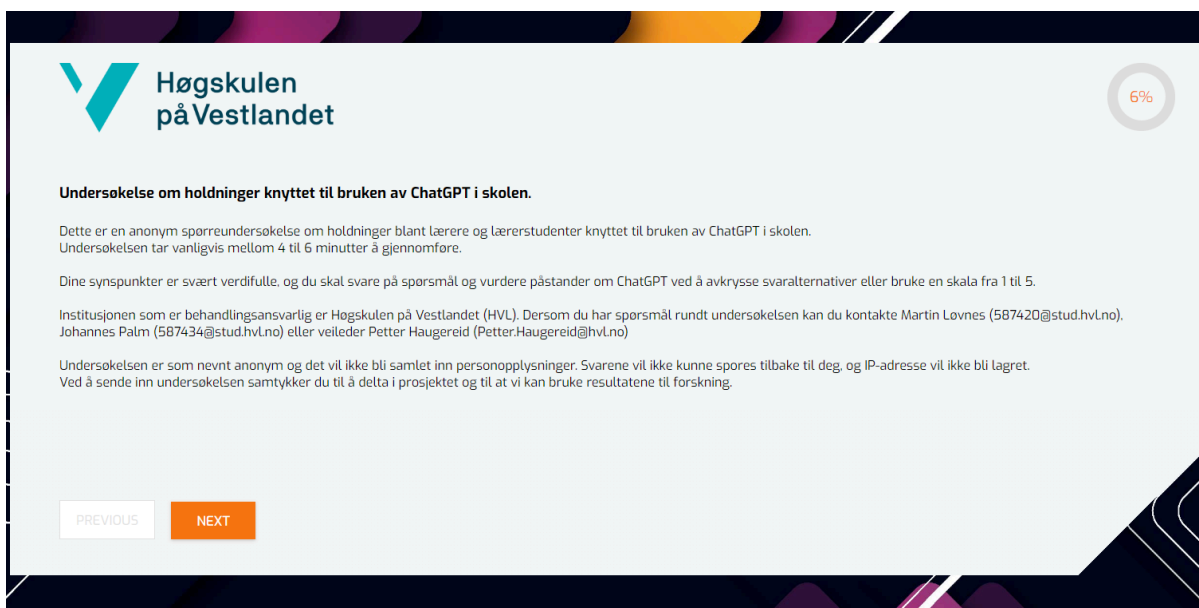 Høgskulen
på Vestlandet
6%
Undersøkelse om holdninger knyttet til bruken av ChatGPT i skolen.
Dette er en anonym spørreundersøkelse om holdninger blant lærere og lærerstudenter knyttet til bruken av ChatGPT i skolen.
Undersøkelsen tar vanligvis mellom 4 til 6 minutter å gjennomføre.
Dine synspunkter er svært verdifulle, og du skal svare på spørsmål og vurdere påstander om ChatGPT ved å avkrysse svaralternativer eller bruke en skala fra 1 til 5.
Institusjonen som er behandlingsansvarlig er Høgskulen på Vestlandet (HVL). Dersom du har spørsmål rundt undersøkelsen kan du kontakte Martin Løvnes (587420@stud.hvl.no),
Johannes Palm (587434@stud.hvl.no) eller veileder Petter Haugereid (Petter.Haugereid@hvl.no)
Undersøkelsen er som nevnt anonym og det vil ikke bli samlet inn personopplysninger. Svarene vil ikke kunne spores tilbake til deg, og IP-adresse vil ikke bli lagret.
Ved å sende inn undersøkelsen samtykker du til å delta i prosjektet og til at vi kan bruke resultatene til forskning.
PREVIOUS
NEXT